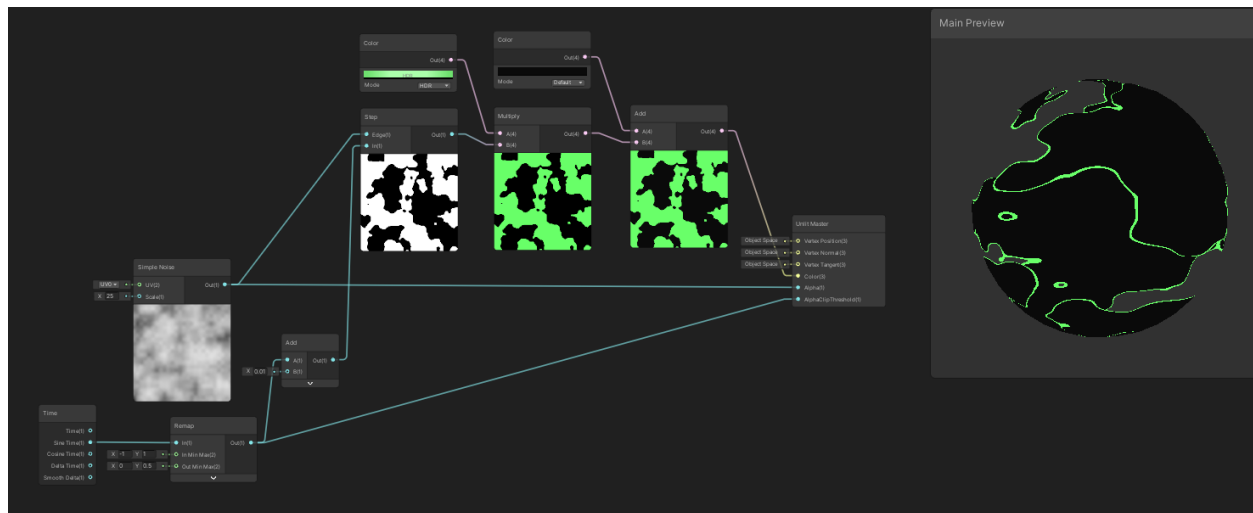 Main Preview
Color
Out(4)
HDR
Mode HDR
Color
Out(4)
Mode Default
Step
Edge(1) Out(1)
In(1)
Multiply
A(4) Out(4)
B(4)
Add
A(4) Out(4)
B(4)
Unlit Master
Object Space Vertex Position(3)
Object Space Vertex Normal(3)
Object Space Vertex Tangent(3)
Color(3)
Alpha(1)
AlphaClipThreshold(1)
Simple Noise
UV0 UV(2) Out(1)
X 25 Scale(1)
Add
A(1) Out(1)
X 0.01 B(1)
Time
Time(1)
Sine Time(1)
Cosine Time(1)
Delta Time(1)
Smooth Delta(1)
Remap
In(1) Out(1)
X -1 Y 1 In Min Max(2)
X 0 Y 0.5 Out Min Max(2)